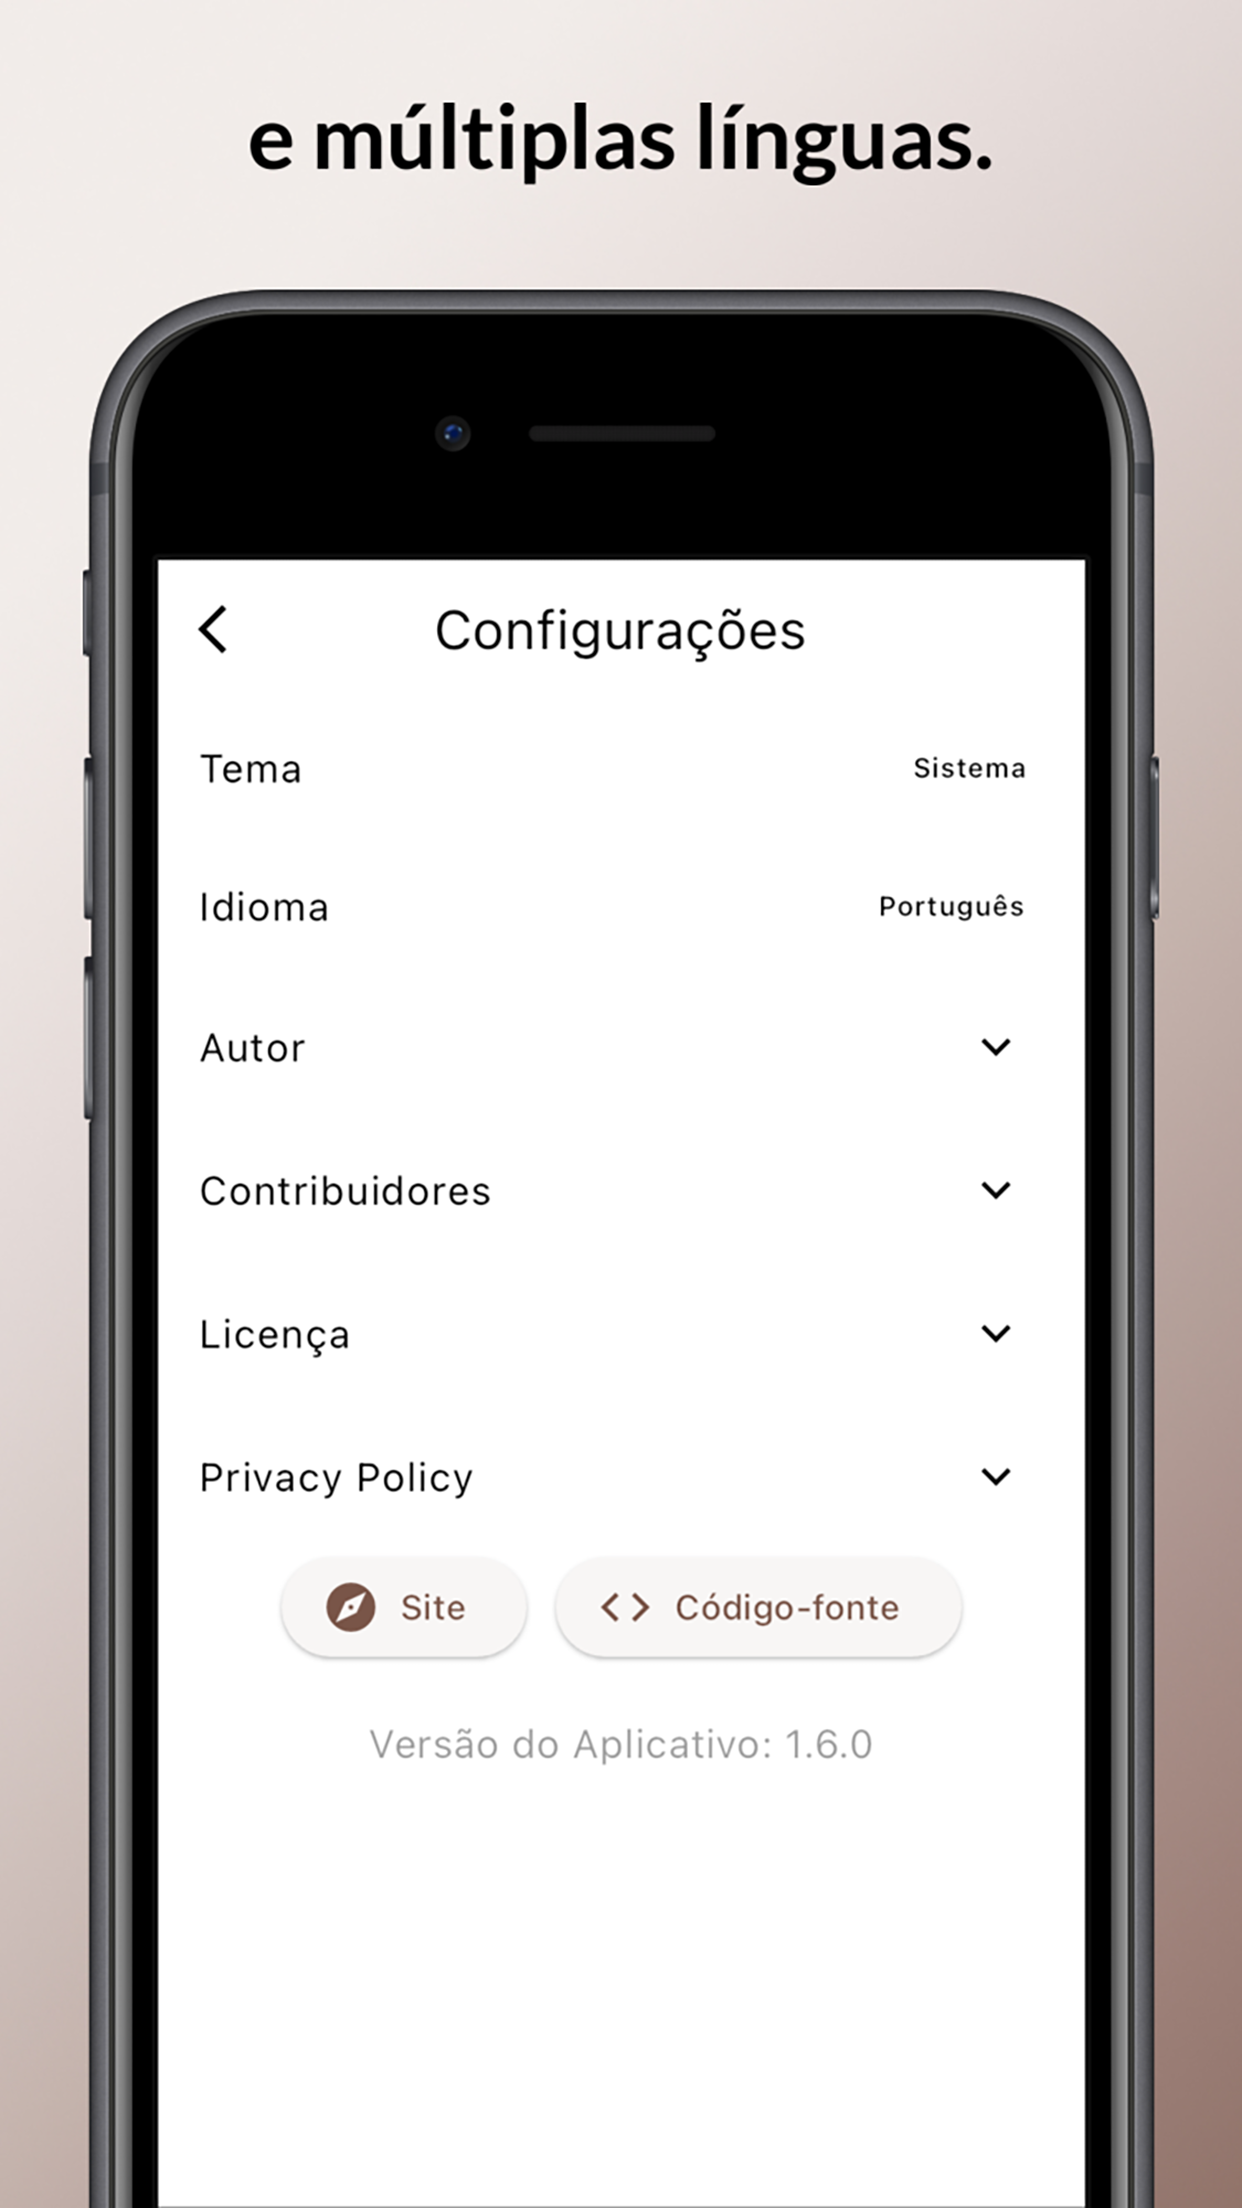 e múltiplas línguas.
Configurações
Tema
Sistema
Idioma
Português
Autor
Contribuidores
Licença
Privacy Policy
Site
Código-fonte
Versão do Aplicativo: 1.6.0